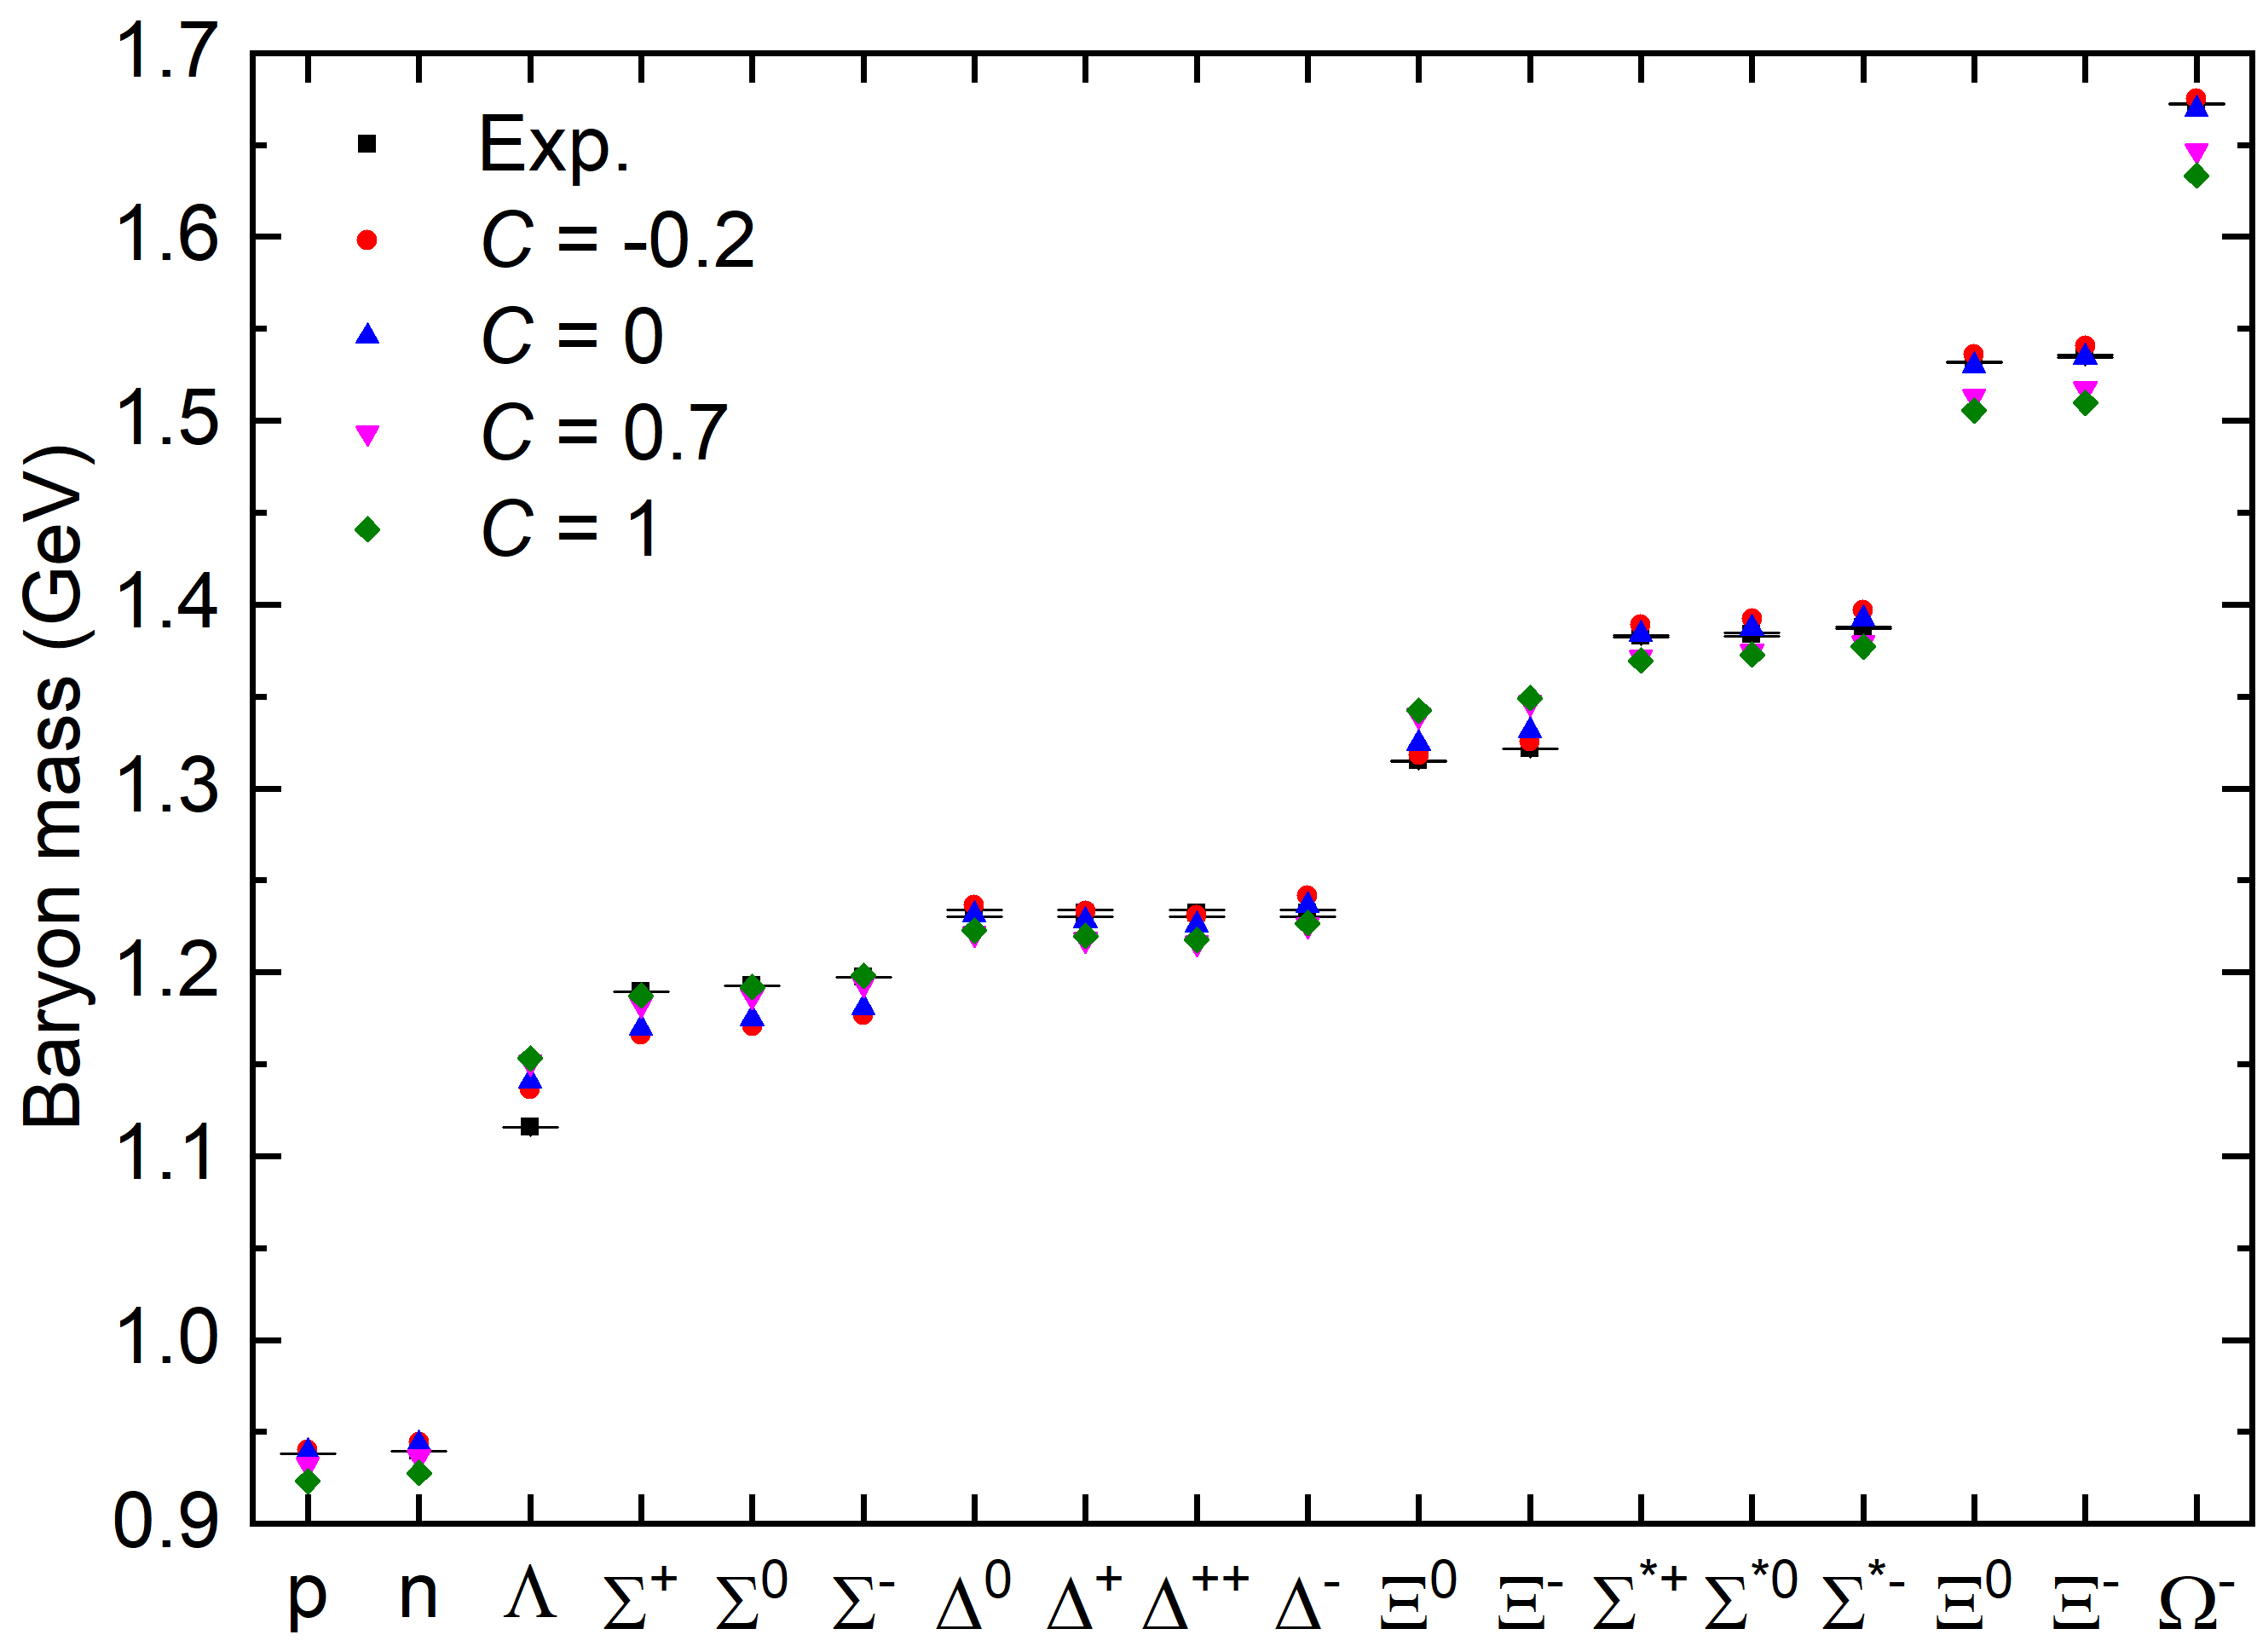 Baryon mass (GeV)
1.7
1.6
1.5
1.4
1.3
1.2
1.1
1.0
0.9
Exp.
C = -0.2
C = 0
C = 0.7
C = 1
p n Λ Σ⁺ Σ⁰ Σ⁻ Δ⁰ Δ⁺ Δ⁺⁺ Δ⁻ Ξ⁰ Ξ⁻ Σ*⁺ Σ*⁰ Σ*⁻ Ξ⁰ Ξ⁻ Ω⁻